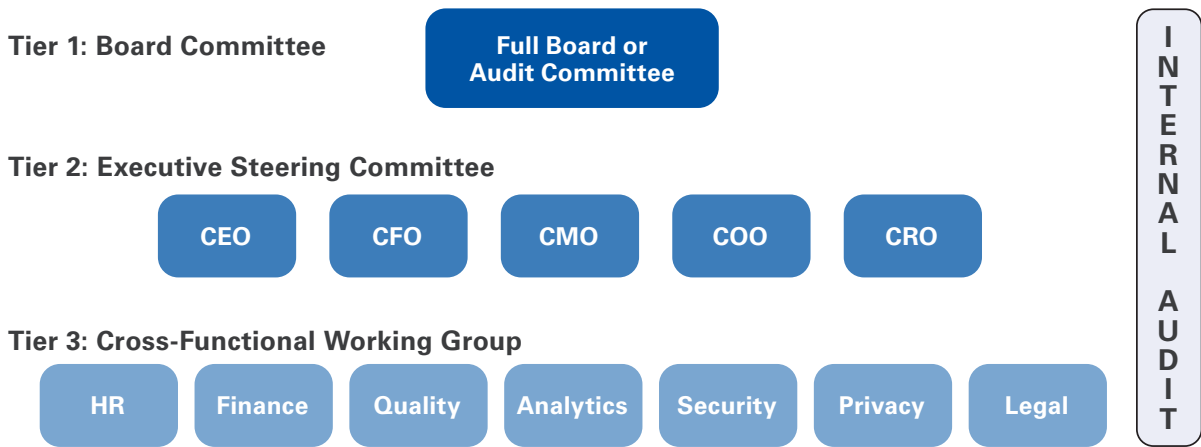 Tier 1: Board Committee
Full Board or
Audit Committee
Tier 2: Executive Steering Committee
CEO
CFO
CMO
COO
CRO
Tier 3: Cross-Functional Working Group
HR
Finance
Quality
Analytics
Security
Privacy
Legal
INTERNAL AUDIT